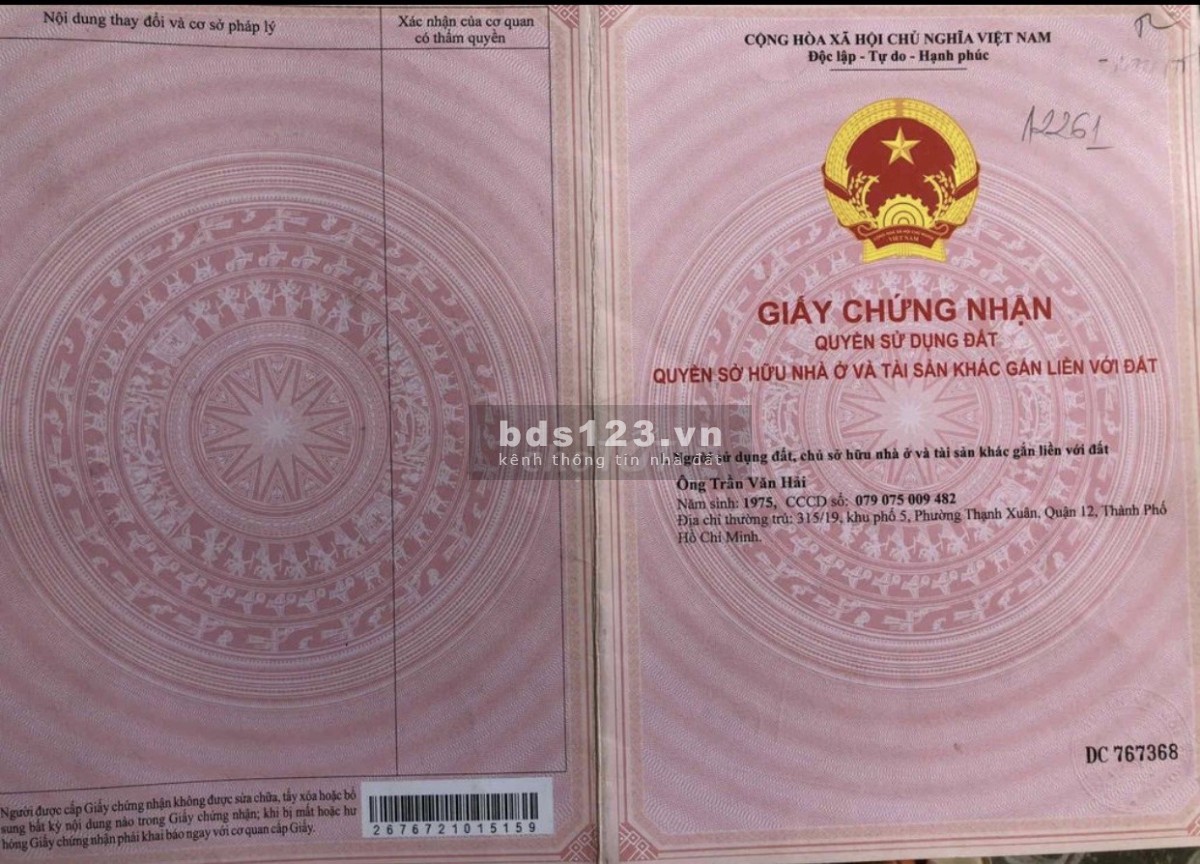 Nội dung thay đổi và cơ sở pháp lý
Xác nhận của cơ quan
có thẩm quyền
Người được cấp Giấy chứng nhận không được sửa chữa, tẩy xóa hoặc bổ
sung bất kỳ nội dung nào trong Giấy chứng nhận; khi bị mất hoặc hư
hỏng Giấy chứng nhận phải khai báo ngay với cơ quan cấp Giấy.
2676721015159
CỘNG HÒA XÃ HỘI CHỦ NGHĨA VIỆT NAM
Độc lập - Tự do - Hạnh phúc
12261
VIỆT NAM
GIẤY CHỨNG NHẬN
QUYỀN SỬ DỤNG ĐẤT
QUYỀN SỞ HỮU NHÀ Ở VÀ TÀI SẢN KHÁC GẮN LIỀN VỚI ĐẤT
bds123.vn
kênh thông tin nhà đất
Người sử dụng đất, chủ sở hữu nhà ở và tài sản khác gắn liền với đất
Ông Trần Văn Hải
Năm sinh: 1975, CCCD số: 079 075 009 482
Địa chỉ thường trú: 315/19, khu phố 5, Phường Thạnh Xuân, Quận 12, Thành Phố
Hồ Chí Minh.
DC 767368